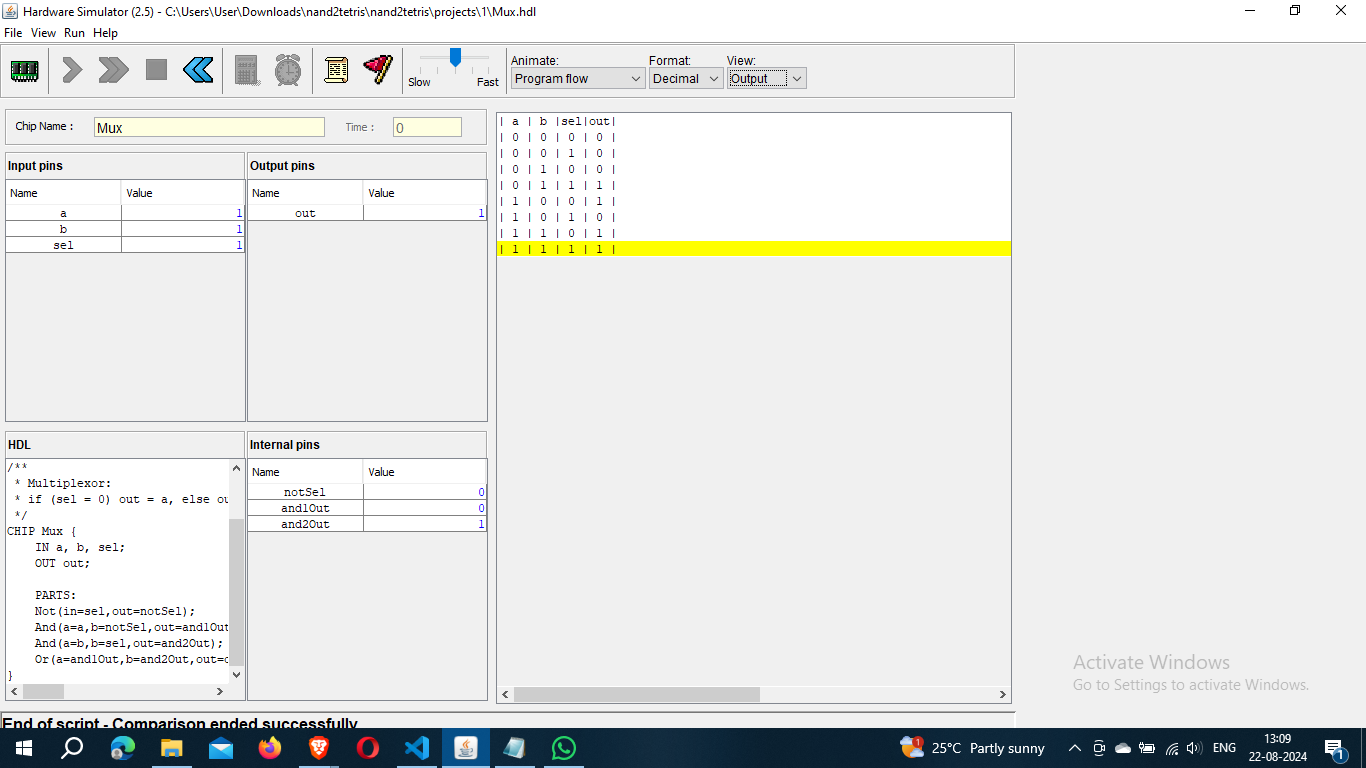 Hardware Simulator (2.5) - C:\Users\User\Downloads\nand2tetris\nand2tetris\projects\1\Mux.hdl
File View Run Help
Slow Fast
Animate: Format: View:
Program flow Decimal Output
Chip Name : Mux Time : 0
Input pins
Name Value
a 1
b 1
sel 1
Output pins
Name Value
out 1
| a | b |sel|out|
| 0 | 0 | 0 | 0 |
| 0 | 0 | 1 | 0 |
| 0 | 1 | 0 | 0 |
| 0 | 1 | 1 | 1 |
| 1 | 0 | 0 | 1 |
| 1 | 0 | 1 | 0 |
| 1 | 1 | 0 | 1 |
| 1 | 1 | 1 | 1 |
HDL
/**
* Multiplexor:
* if (sel = 0) out = a, else ou
*/
CHIP Mux {
IN a, b, sel;
OUT out;
PARTS:
Not(in=sel,out=notSel);
And(a=a,b=notSel,out=and1Out
And(a=b,b=sel,out=and2Out);
Or(a=and1Out,b=and2Out,out=o
}
Internal pins
Name Value
notSel 0
and1Out 0
and2Out 1
Activate Windows
Go to Settings to activate Windows.
End of script - Comparison ended successfully
1 25°C Partly sunny ENG 13:09
22-08-2024 1